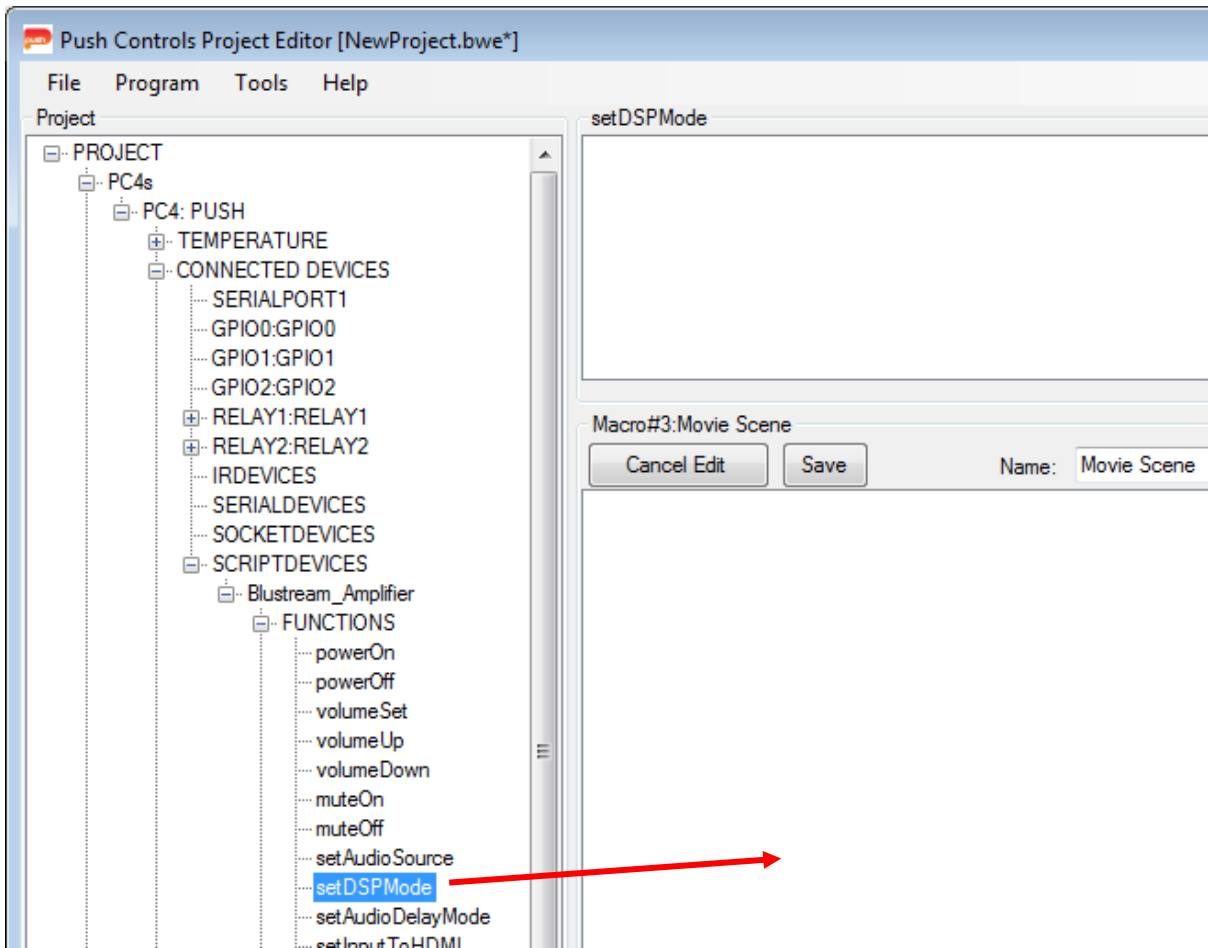 push
Push Controls Project Editor [NewProject.bwe*]
File Program Tools Help
Project
PROJECT
PC4s
PC4: PUSH
TEMPERATURE
CONNECTED DEVICES
SERIALPORT1
GPIO0:GPIO0
GPIO1:GPIO1
GPIO2:GPIO2
RELAY1:RELAY1
RELAY2:RELAY2
IRDEVICES
SERIALDEVICES
SOCKETDEVICES
SCRIPTDEVICES
Blustream_Amplifier
FUNCTIONS
powerOn
powerOff
volumeSet
volumeUp
volumeDown
muteOn
muteOff
setAudioSource
setDSPMode
setAudioDelayMode
setInputToHDMI
setDSPMode
Macro#3:Movie Scene
Cancel Edit Save Name: Movie Scene